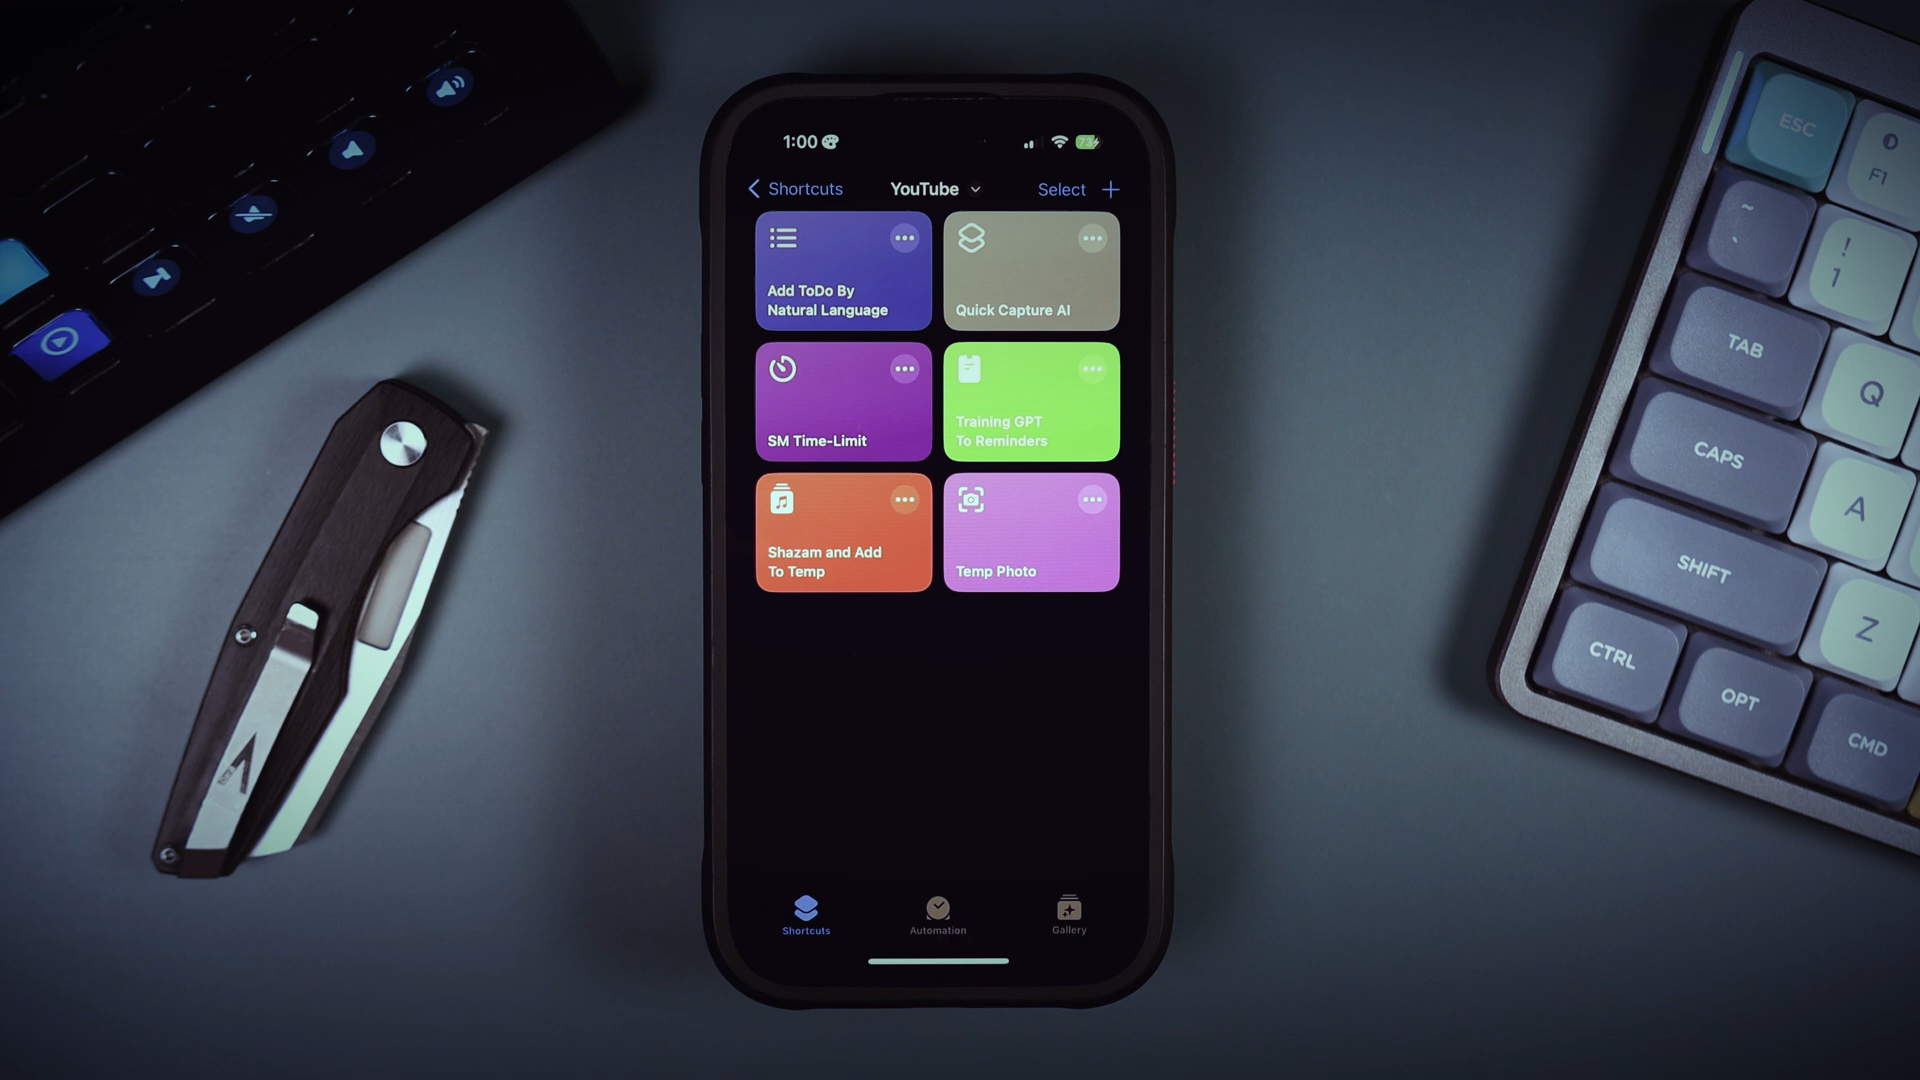 1:00
73
Shortcuts
YouTube
Select
Add ToDo By
Natural Language
Quick Capture AI
SM Time-Limit
Training GPT
To Reminders
Shazam and Add
To Temp
Temp Photo
Shortcuts
Automation
Gallery
ESC
F1
~
`
!
1
TAB
Q
CAPS
A
SHIFT
Z
CTRL
OPT
CMD